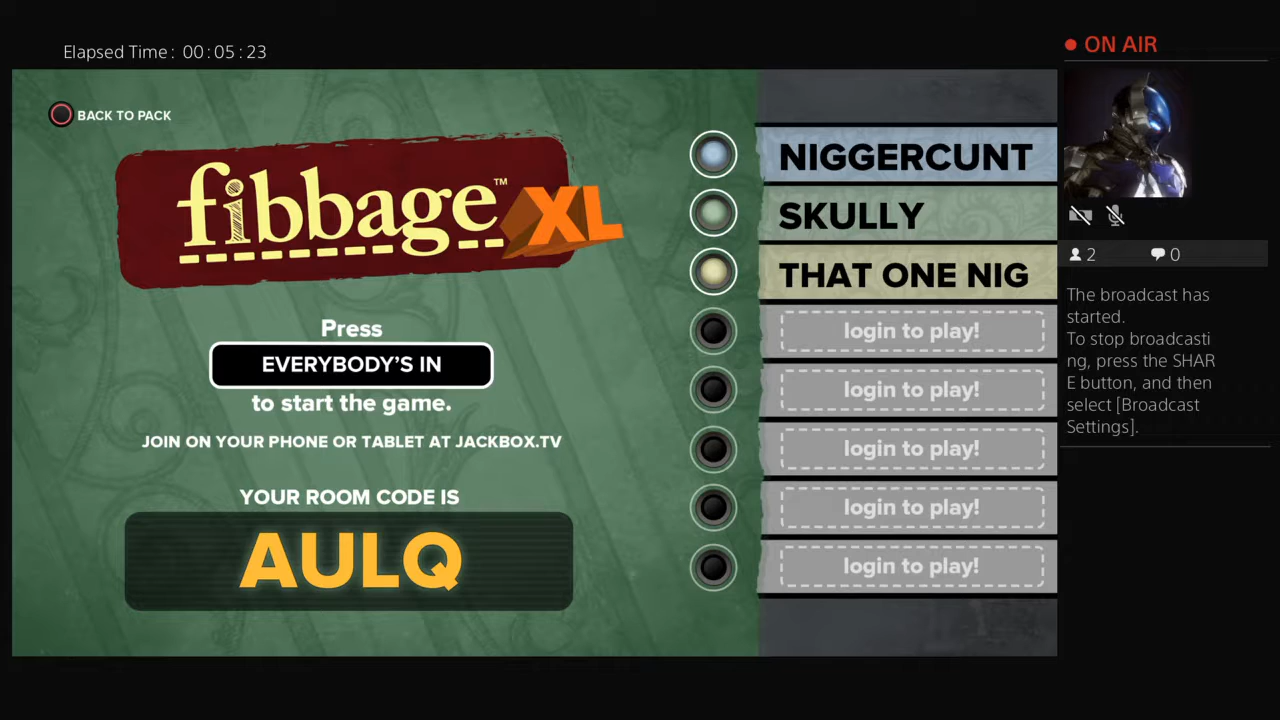 Elapsed Time: 00:05:23
ON AIR
BACK TO PACK
fibbage™ XL
NIGGERCUNT
SKULLY
THAT ONE NIG
2 0
Press
login to play!
EVERYBODY'S IN
to start the game.
login to play!
JOIN ON YOUR PHONE OR TABLET AT JACKBOX.TV
login to play!
YOUR ROOM CODE IS
login to play!
AULQ
login to play!
The broadcast has
started.
To stop broadcasti
ng, press the SHAR
E button, and then
select [Broadcast
Settings].